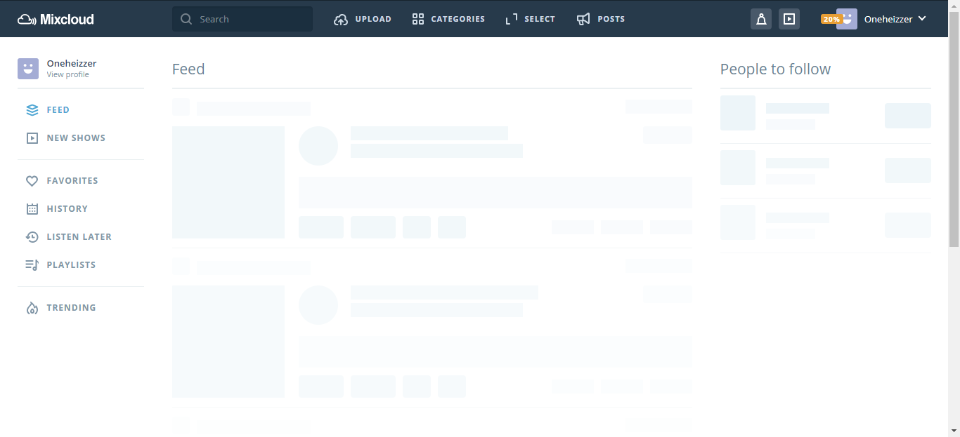 Mixcloud
Search
UPLOAD
CATEGORIES
SELECT
POSTS
20%
Oneheizzer
Oneheizzer
View profile
FEED
NEW SHOWS
FAVORITES
HISTORY
LISTEN LATER
PLAYLISTS
TRENDING
Feed
People to follow